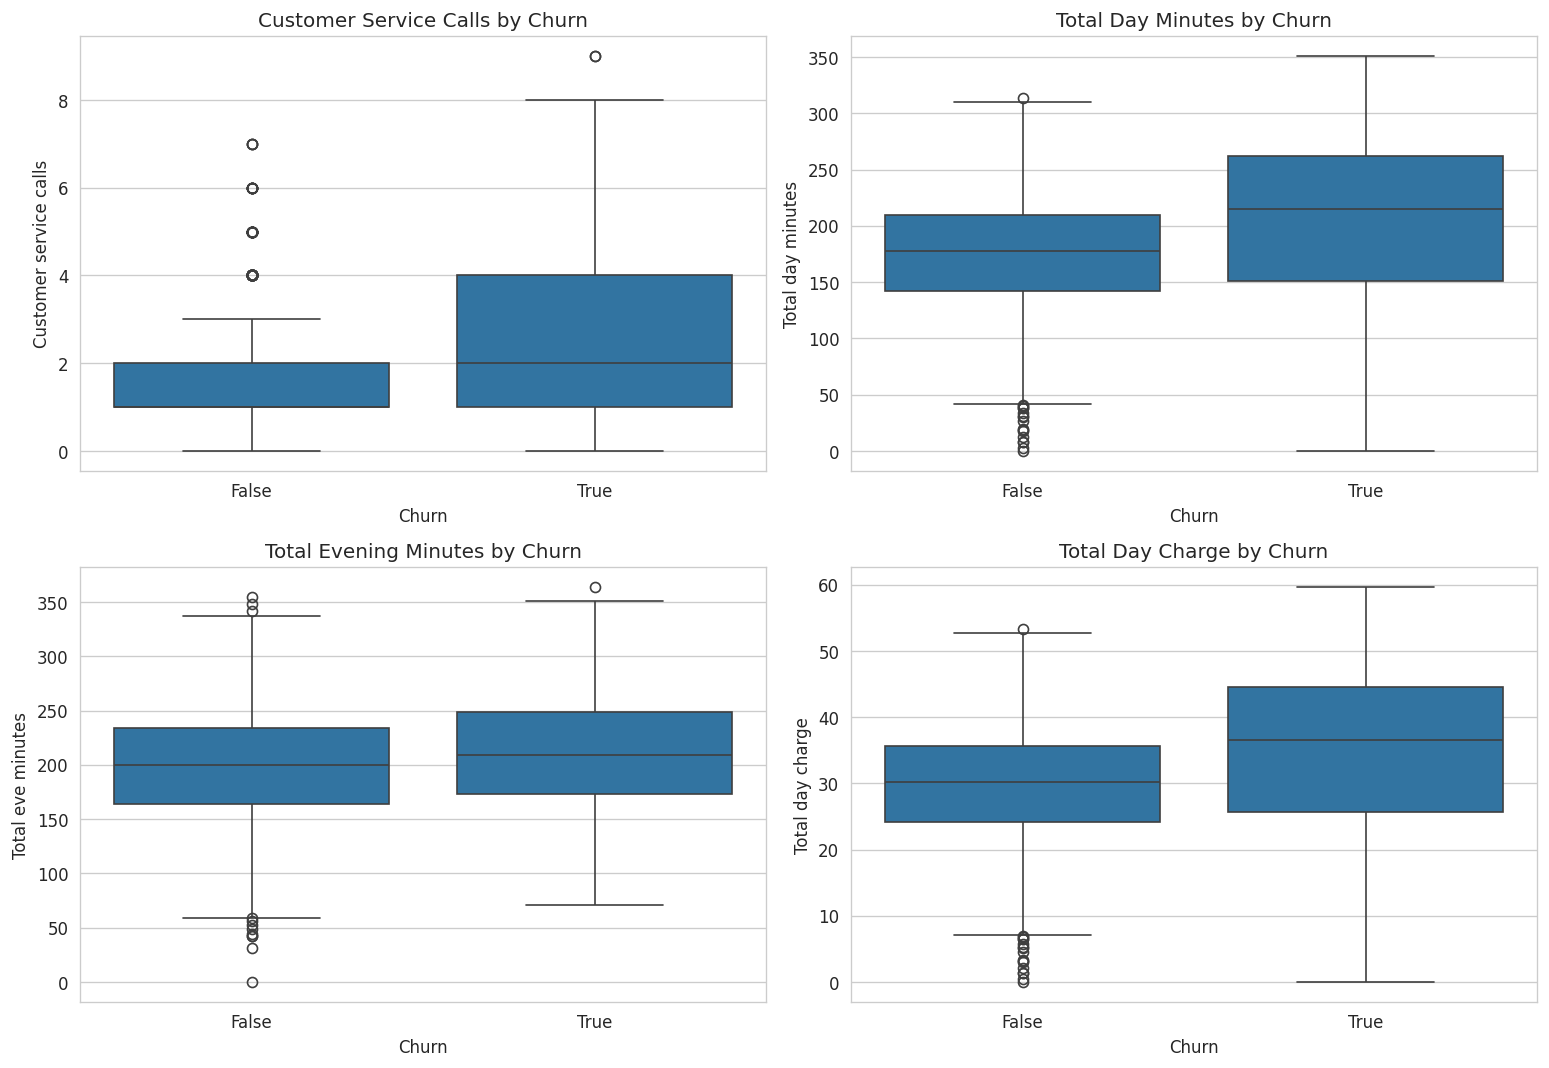 Customer Service Calls by Churn
Customer service calls
8
6
4
2
0
False True
Churn
Total Day Minutes by Churn
Total day minutes
350
300
250
200
150
100
50
0
False True
Churn
Total Evening Minutes by Churn
Total eve minutes
350
300
250
200
150
100
50
0
False True
Churn
Total Day Charge by Churn
Total day charge
60
50
40
30
20
10
0
False True
Churn